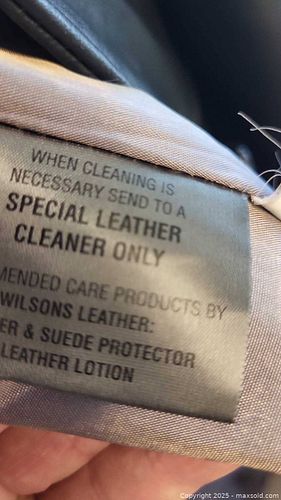 WHEN CLEANING IS
NECESSARY SEND TO A
SPECIAL LEATHER
CLEANER ONLY
MENDED CARE PRODUCTS BY
WILSONS LEATHER:
ER & SUEDE PROTECTOR
LEATHER LOTION
Copyright 2025 - maxsold.com